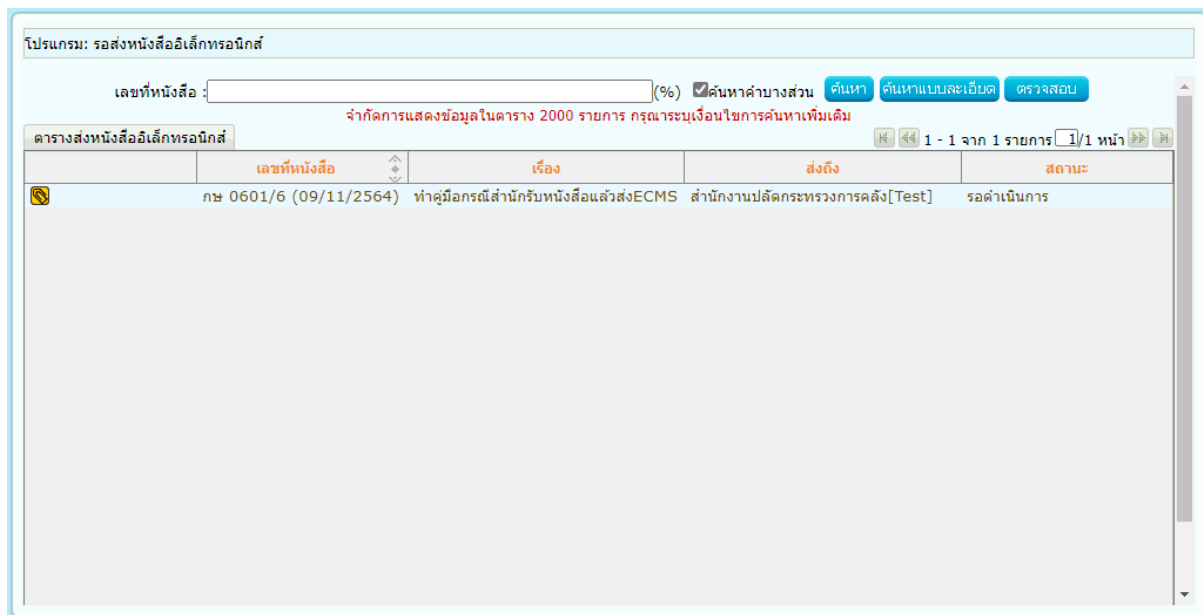 โปรแกรม: รอส่งหนังสืออิเล็กทรอนิกส์
เลขที่หนังสือ : (%) ค้นหาคำบางส่วน ค้นหา ค้นหาแบบละเอียด ตรวจสอบ
จำกัดการแสดงข้อมูลในตาราง 2000 รายการ กรุณาระบุเงื่อนไขการค้นหาเพิ่มเติม
ตารางส่งหนังสืออิเล็กทรอนิกส์ 1 - 1 จาก 1 รายการ 1/1 หน้า
เลขที่หนังสือ เรื่อง ส่งถึง สถานะ
กษ 0601/6 (09/11/2564) ทำคู่มือกรณีสำนักรับหนังสือแล้วส่งECMS สำนักงานปลัดกระทรวงการคลัง[Test] รอดำเนินการ